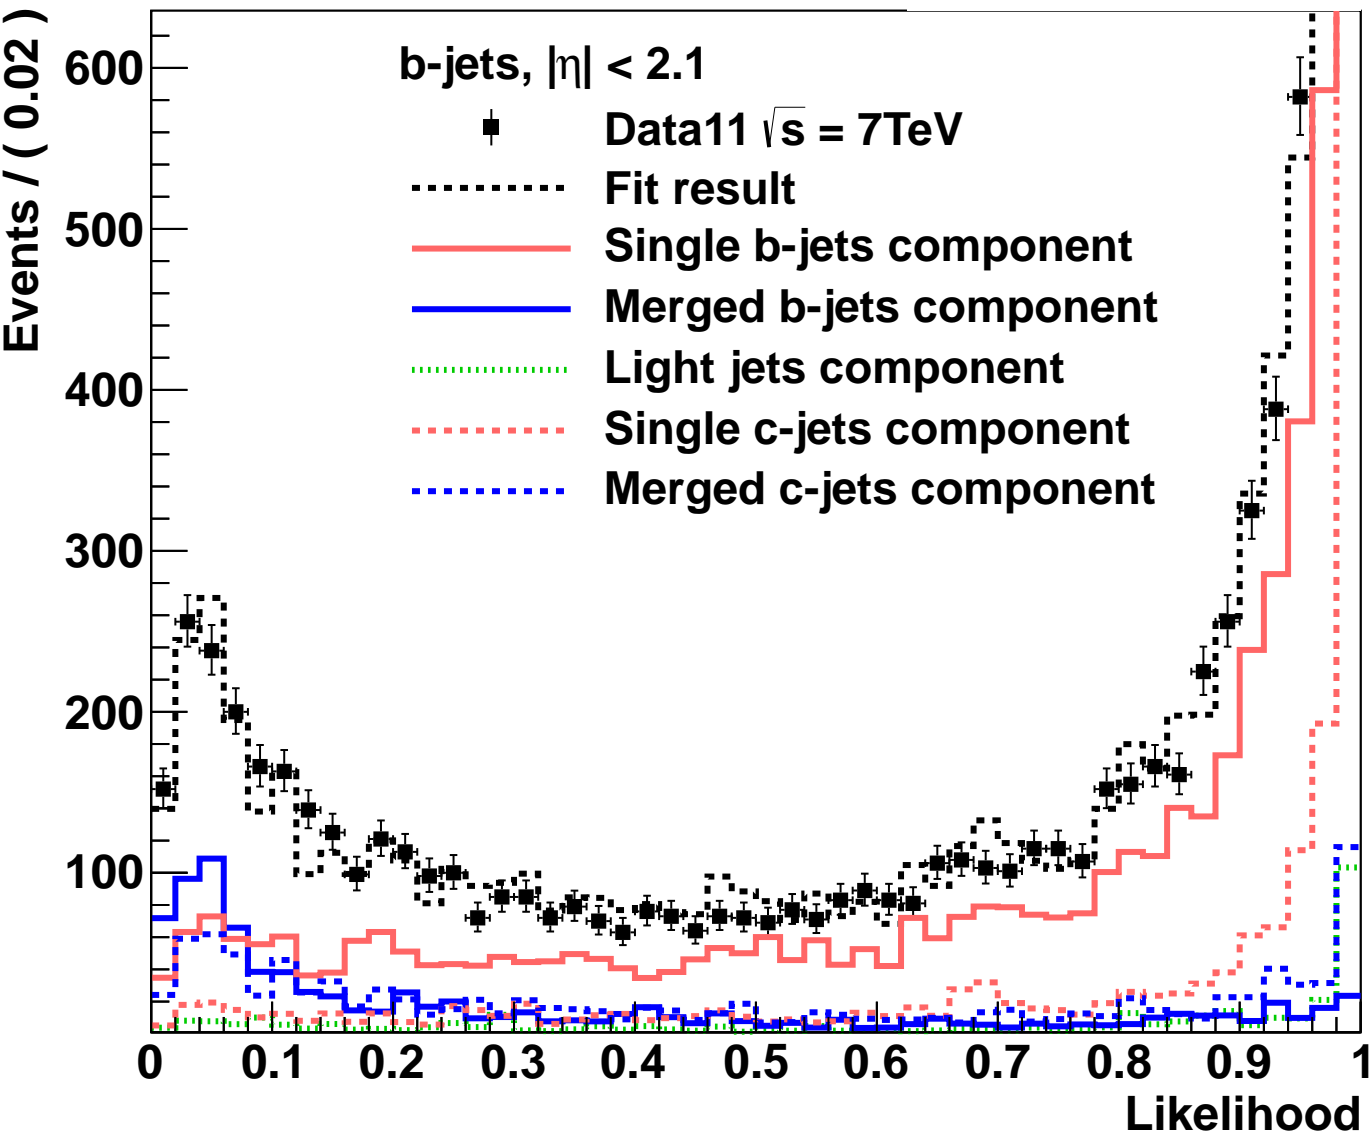 Events / ( 0.02 )
600
500
400
300
200
100
b-jets, |η| < 2.1
Data11 √s = 7TeV
Fit result
Single b-jets component
Merged b-jets component
Light jets component
Single c-jets component
Merged c-jets component
0 0.1 0.2 0.3 0.4 0.5 0.6 0.7 0.8 0.9 1
Likelihood